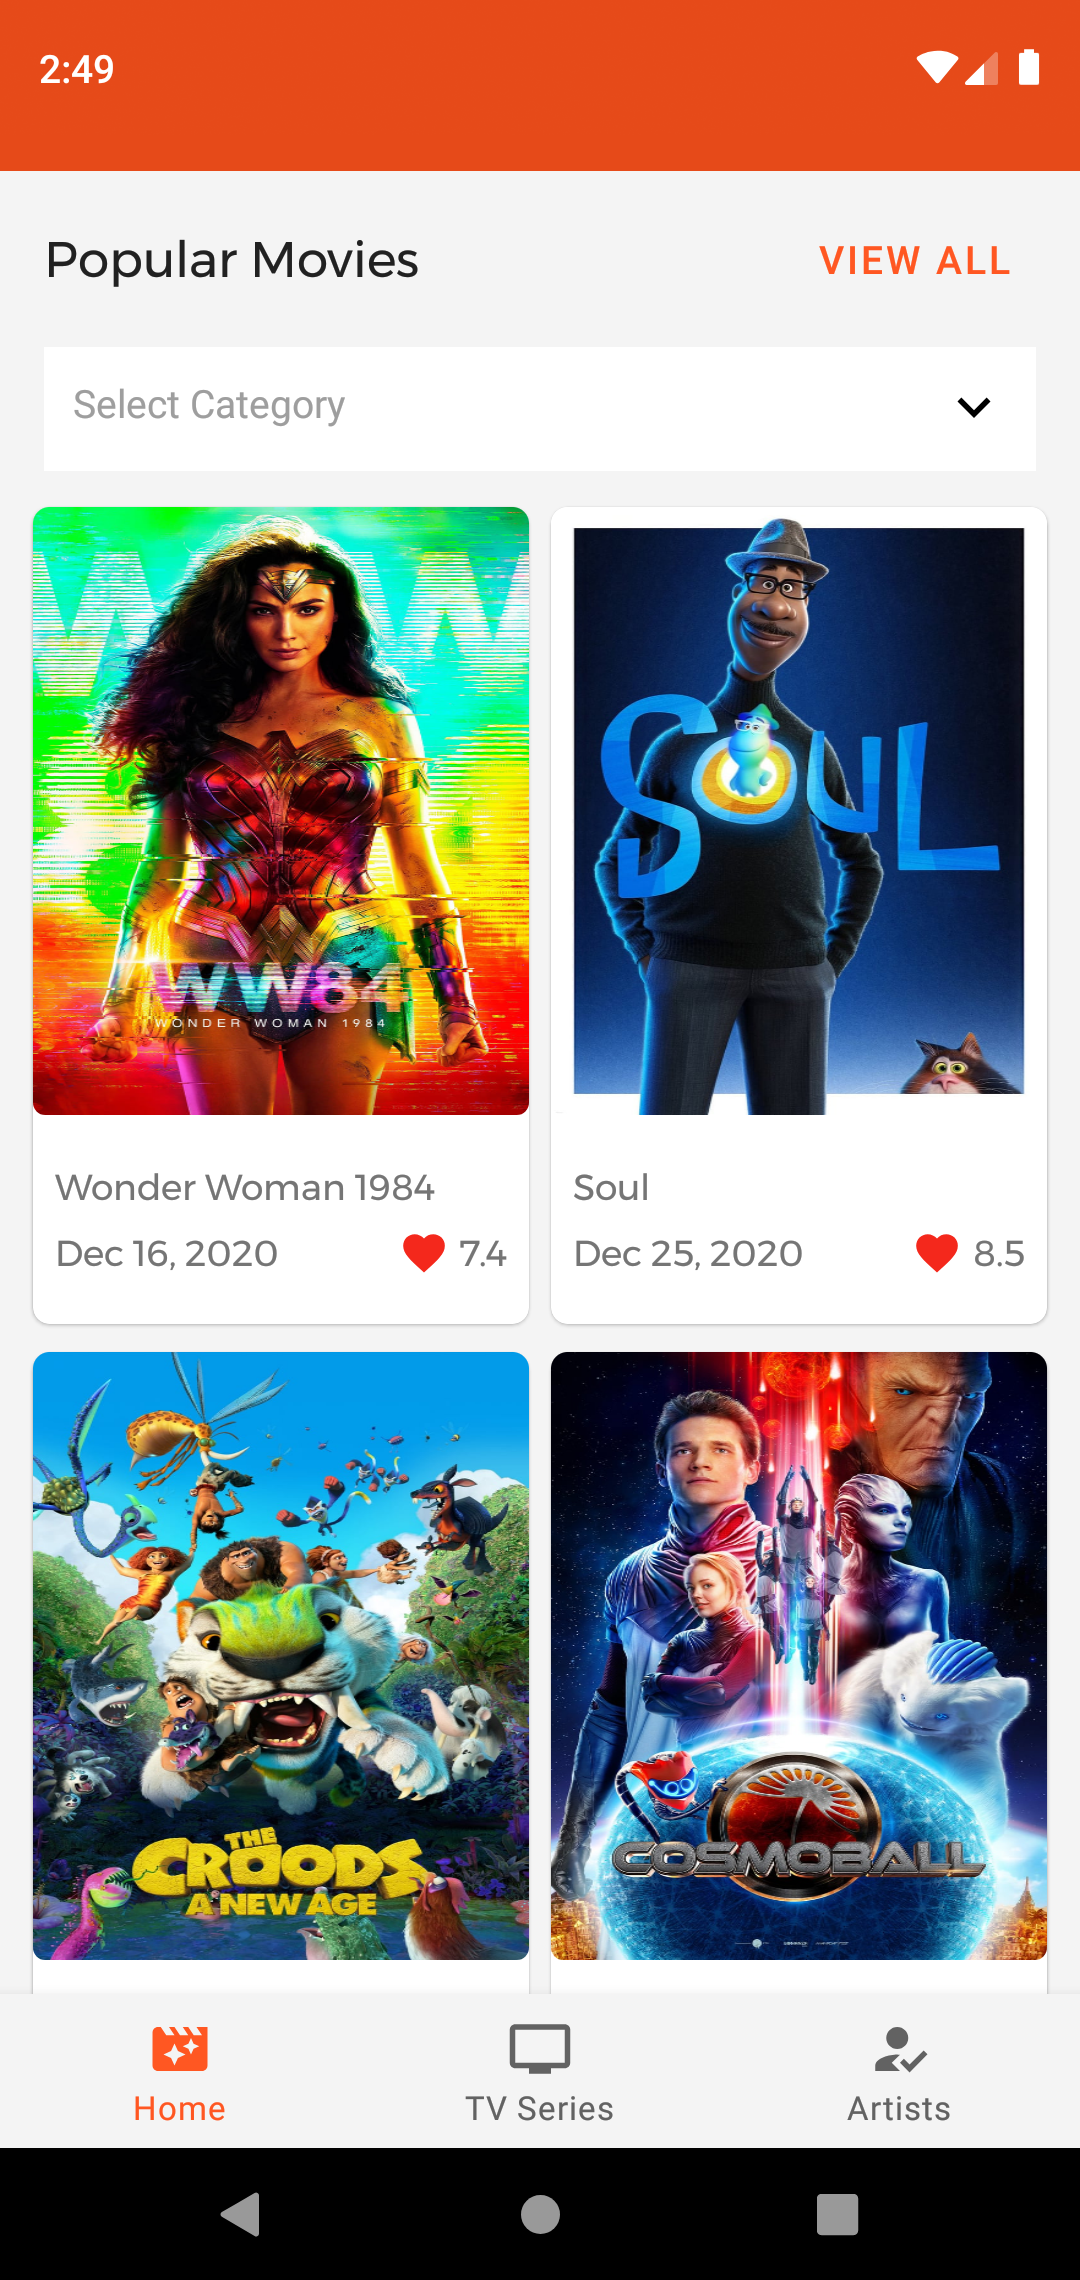 2:49
Popular Movies
VIEW ALL
Select Category
WW
WW84
WONDER WOMAN 1984
SOUL
Wonder Woman 1984
Dec 16, 2020
7.4
Soul
Dec 25, 2020
8.5
THE
CROODS
A NEW AGE
COSMOBALL
Home
TV Series
Artists